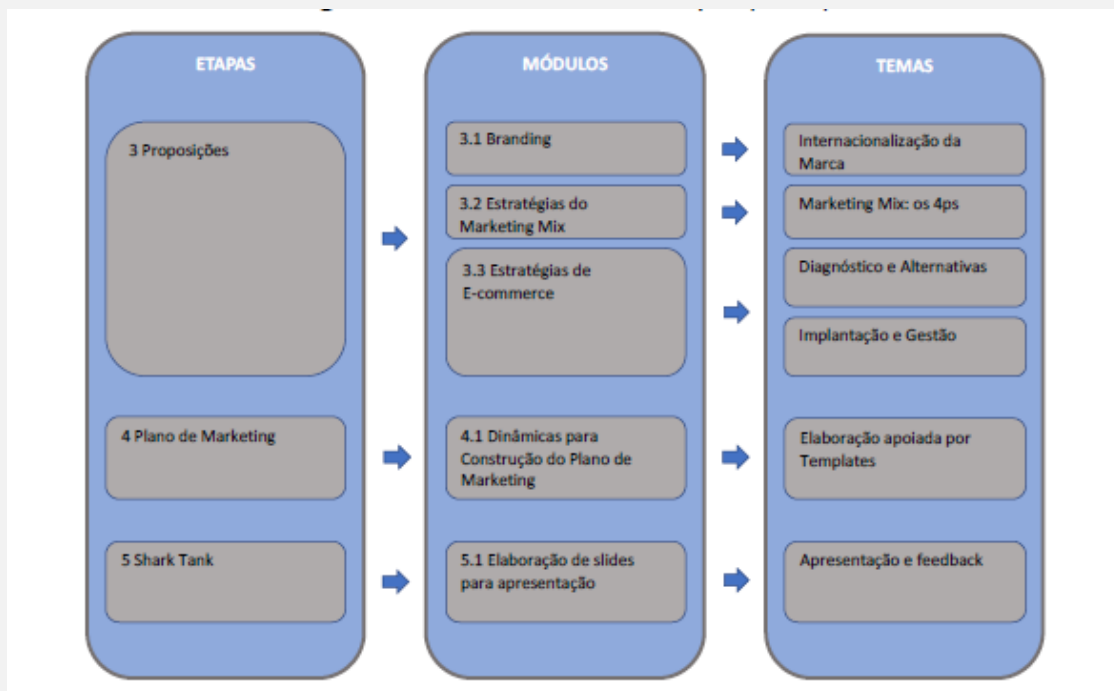 ETAPAS
MÓDULOS
TEMAS
3 Proposições
3.1 Branding
Internacionalização da
Marca
3.2 Estratégias do
Marketing Mix
Marketing Mix: os 4ps
3.3 Estratégias de
E-commerce
Diagnóstico e Alternativas
Implantação e Gestão
4 Plano de Marketing
4.1 Dinâmicas para
Construção do Plano de
Marketing
Elaboração apoiada por
Templates
5 Shark Tank
5.1 Elaboração de slides
para apresentação
Apresentação e feedback